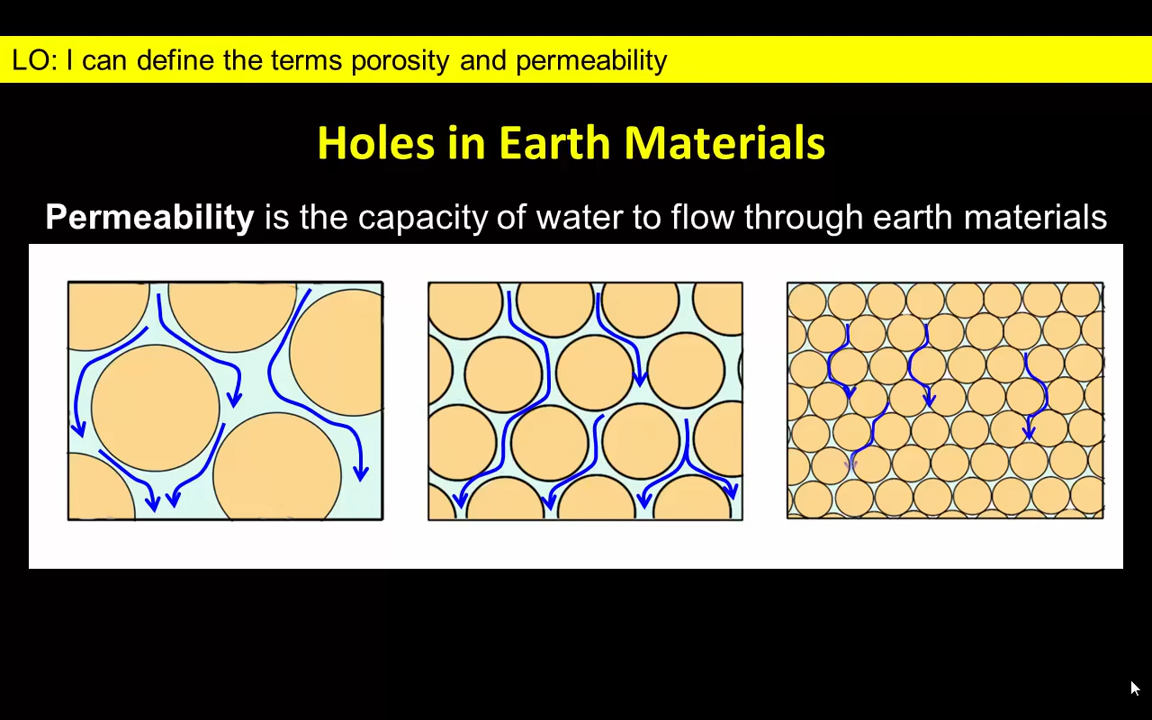 LO: I can define the terms porosity and permeability
Holes in Earth Materials
Permeability is the capacity of water to flow through earth materials